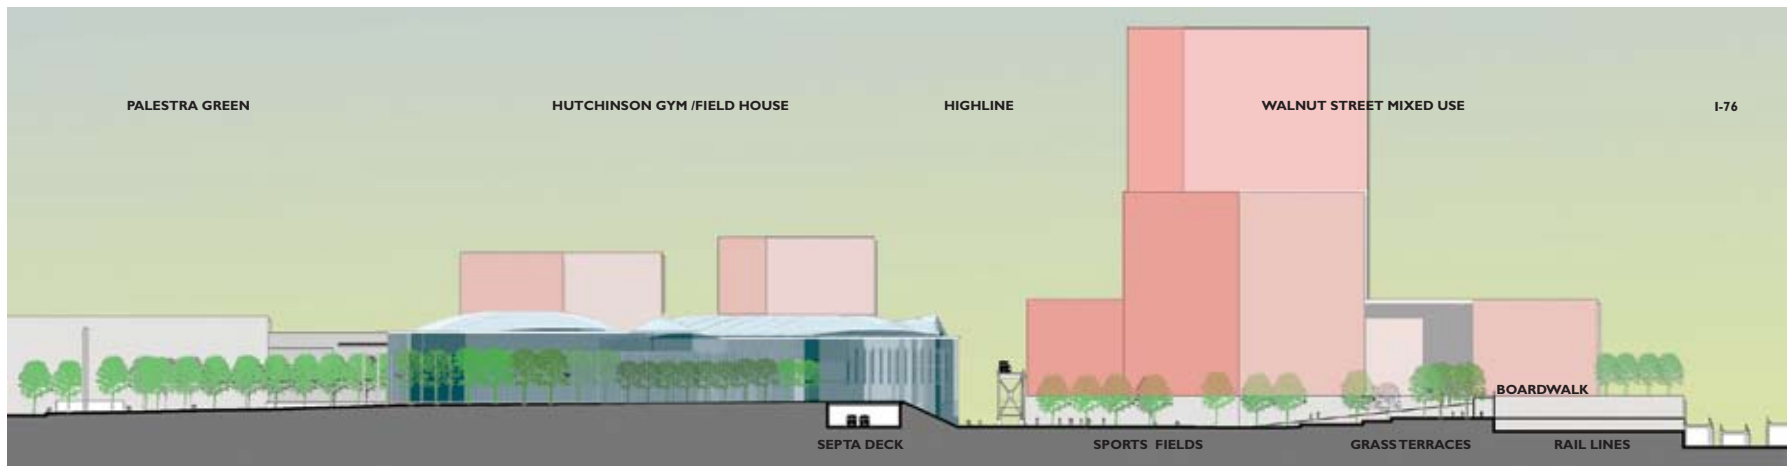 PALESTRA GREEN
HUTCHINSON GYM /FIELD HOUSE
HIGHLINE
WALNUT STREET MIXED USE
I-76
BOARDWALK
SEPTA DECK
SPORTS FIELDS
GRASS TERRACES
RAIL LINES